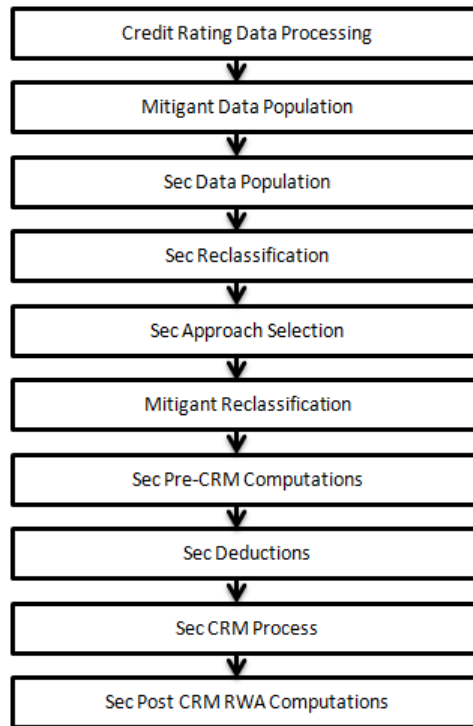 Credit Rating Data Processing
Mitigant Data Population
Sec Data Population
Sec Reclassification
Sec Approach Selection
Mitigant Reclassification
Sec Pre-CRM Computations
Sec Deductions
Sec CRM Process
Sec Post CRM RWA Computations